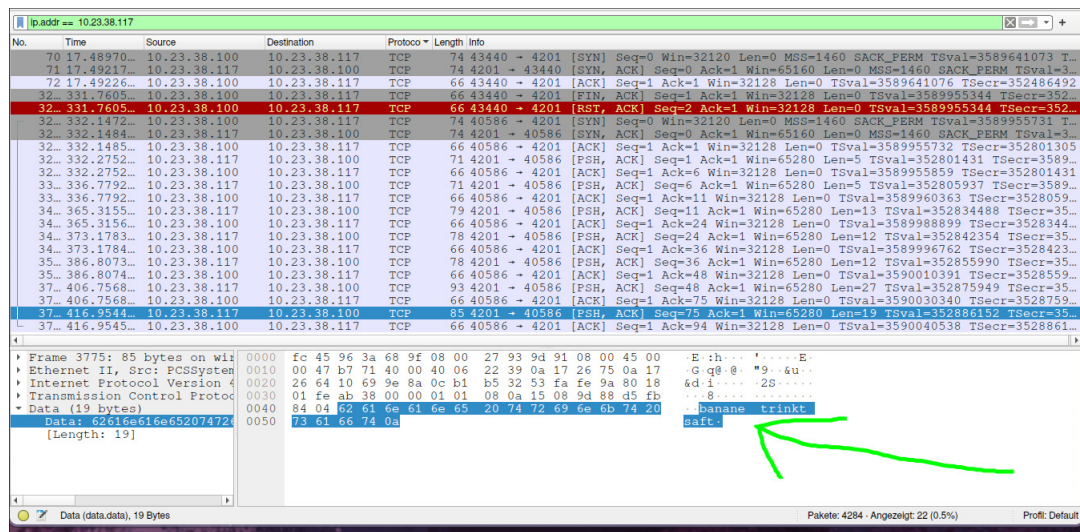 ip.addr == 10.23.38.117
No. Time Source Destination Protoco Length Info
70 17.48970… 10.23.38.100 10.23.38.117 TCP 74 43440 → 4201 [SYN] Seq=0 Win=32120 Len=0 MSS=1460 SACK_PERM TSval=3589641073 T…
71 17.49217… 10.23.38.117 10.23.38.100 TCP 74 4201 → 43440 [SYN, ACK] Seq=0 Ack=1 Win=65160 Len=0 MSS=1460 SACK_PERM TSval=3…
72 17.49226… 10.23.38.100 10.23.38.117 TCP 66 43440 → 4201 [ACK] Seq=1 Ack=1 Win=32128 Len=0 TSval=3589641076 TSecr=352486492
32… 331.7605… 10.23.38.100 10.23.38.117 TCP 66 43440 → 4201 [FIN, ACK] Seq=1 Ack=1 Win=32128 Len=0 TSval=3589955344 TSecr=352…
32… 331.7605… 10.23.38.100 10.23.38.117 TCP 66 43440 → 4201 [RST, ACK] Seq=2 Ack=1 Win=32128 Len=0 TSval=3589955344 TSecr=352…
32… 332.1472… 10.23.38.100 10.23.38.117 TCP 74 40586 → 4201 [SYN] Seq=0 Win=32120 Len=0 MSS=1460 SACK_PERM TSval=3589955731 T…
32… 332.1484… 10.23.38.117 10.23.38.100 TCP 74 4201 → 40586 [SYN, ACK] Seq=0 Ack=1 Win=65160 Len=0 MSS=1460 SACK_PERM TSval=3…
32… 332.1485… 10.23.38.100 10.23.38.117 TCP 66 40586 → 4201 [ACK] Seq=1 Ack=1 Win=32128 Len=0 TSval=3589955732 TSecr=352801305
32… 332.2752… 10.23.38.117 10.23.38.100 TCP 71 4201 → 40586 [PSH, ACK] Seq=1 Ack=1 Win=65280 Len=5 TSval=352801431 TSecr=3589…
32… 332.2752… 10.23.38.100 10.23.38.117 TCP 66 40586 → 4201 [ACK] Seq=1 Ack=6 Win=32128 Len=0 TSval=3589955859 TSecr=352801431
33… 336.7792… 10.23.38.117 10.23.38.100 TCP 71 4201 → 40586 [PSH, ACK] Seq=6 Ack=1 Win=65280 Len=5 TSval=352805937 TSecr=3589…
33… 336.7792… 10.23.38.100 10.23.38.117 TCP 66 40586 → 4201 [ACK] Seq=1 Ack=11 Win=32128 Len=0 TSval=3589960363 TSecr=3528059…
34… 365.3155… 10.23.38.117 10.23.38.100 TCP 79 4201 → 40586 [PSH, ACK] Seq=11 Ack=1 Win=65280 Len=13 TSval=352834488 TSecr=35…
34… 365.3156… 10.23.38.100 10.23.38.117 TCP 66 40586 → 4201 [ACK] Seq=1 Ack=24 Win=32128 Len=0 TSval=3589988899 TSecr=3528344…
34… 373.1783… 10.23.38.117 10.23.38.100 TCP 78 4201 → 40586 [PSH, ACK] Seq=24 Ack=1 Win=65280 Len=12 TSval=352842354 TSecr=35…
34… 373.1784… 10.23.38.100 10.23.38.117 TCP 66 40586 → 4201 [ACK] Seq=1 Ack=36 Win=32128 Len=0 TSval=3589996762 TSecr=3528423…
35… 386.8073… 10.23.38.117 10.23.38.100 TCP 78 4201 → 40586 [PSH, ACK] Seq=36 Ack=1 Win=65280 Len=12 TSval=352855990 TSecr=35…
35… 386.8074… 10.23.38.100 10.23.38.117 TCP 66 40586 → 4201 [ACK] Seq=1 Ack=48 Win=32128 Len=0 TSval=3590010391 TSecr=3528559…
37… 406.7568… 10.23.38.117 10.23.38.100 TCP 93 4201 → 40586 [PSH, ACK] Seq=48 Ack=1 Win=65280 Len=27 TSval=352875949 TSecr=35…
37… 406.7568… 10.23.38.100 10.23.38.117 TCP 66 40586 → 4201 [ACK] Seq=1 Ack=75 Win=32128 Len=0 TSval=3590030340 TSecr=3528759…
37… 416.9544… 10.23.38.117 10.23.38.100 TCP 85 4201 → 40586 [PSH, ACK] Seq=75 Ack=1 Win=65280 Len=19 TSval=352886152 TSecr=35…
37… 416.9545… 10.23.38.100 10.23.38.117 TCP 66 40586 → 4201 [ACK] Seq=1 Ack=94 Win=32128 Len=0 TSval=3590040538 TSecr=3528861…
Frame 3775: 85 bytes on wir
Ethernet II, Src: PCSSystem
Internet Protocol Version 4
Transmission Control Protoc
Data (19 bytes)
Data: 62616e616e652074726
[Length: 19]
0000 fc 45 96 3a 68 9f 08 00 27 93 9d 91 08 00 45 00 ·E·:h··· '·····E·
0010 00 47 b7 71 40 00 40 06 22 39 0a 17 26 75 0a 17 ·G·q@·@· "9··&u··
0020 26 64 10 69 9e 8a 0c b1 b5 32 53 fa fe 9a 80 18 &d·i···· ·2S·····
0030 01 fe ab 38 00 00 01 01 08 0a 15 08 9d 88 d5 fb ···8···· ········
0040 84 04 62 61 6e 61 6e 65 20 74 72 69 6e 6b 74 20 ··banane trinkt
0050 73 61 66 74 0a saft·
Data (data.data), 19 Bytes Pakete: 4284 · Angezeigt: 22 (0.5%) Profil: Default